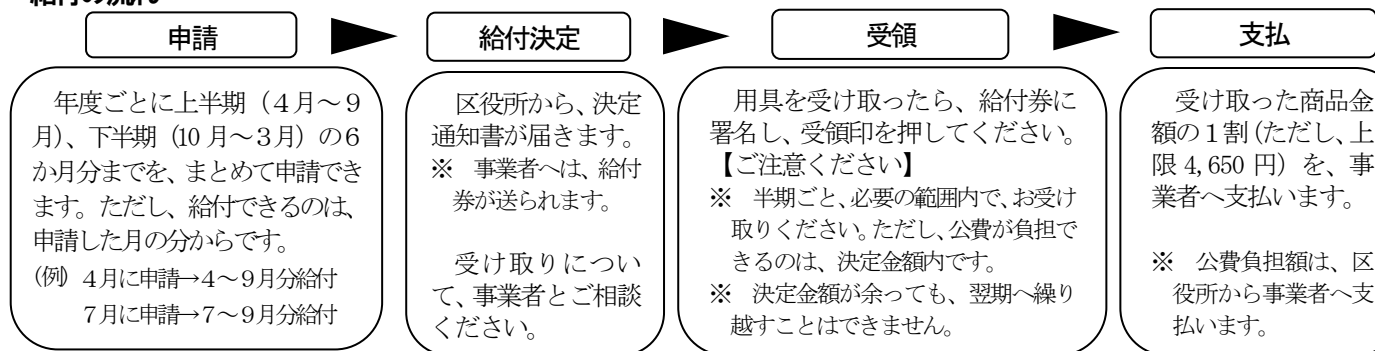 給付の流れ
申請
年度ごとに上半期（４月～９
月）、下半期（10月～３月）の６
か月分までを、まとめて申請でき
ます。ただし、給付できるのは、
申請した月の分からです。
(例) ４月に申請→４～９月分給付
７月に申請→７～９月分給付
給付決定
区役所から、決定
通知書が届きます。
※ 事業者へは、給付
券が送られます。
受け取りについ
て、事業者とご相談
ください。
受領
用具を受け取ったら、給付券に
署名し、受領印を押してください。
【ご注意ください】
※ 半期ごと、必要の範囲内で、お受け
取りください。ただし、公費が負担で
きるのは、決定金額内です。
※ 決定金額が余っても、翌期へ繰り
越すことはできません。
支払
受け取った商品金
額の１割(ただし、上
限 4,650 円) を、事
業者へ支払います。
※ 公費負担額は、区
役所から事業者へ支
払います。